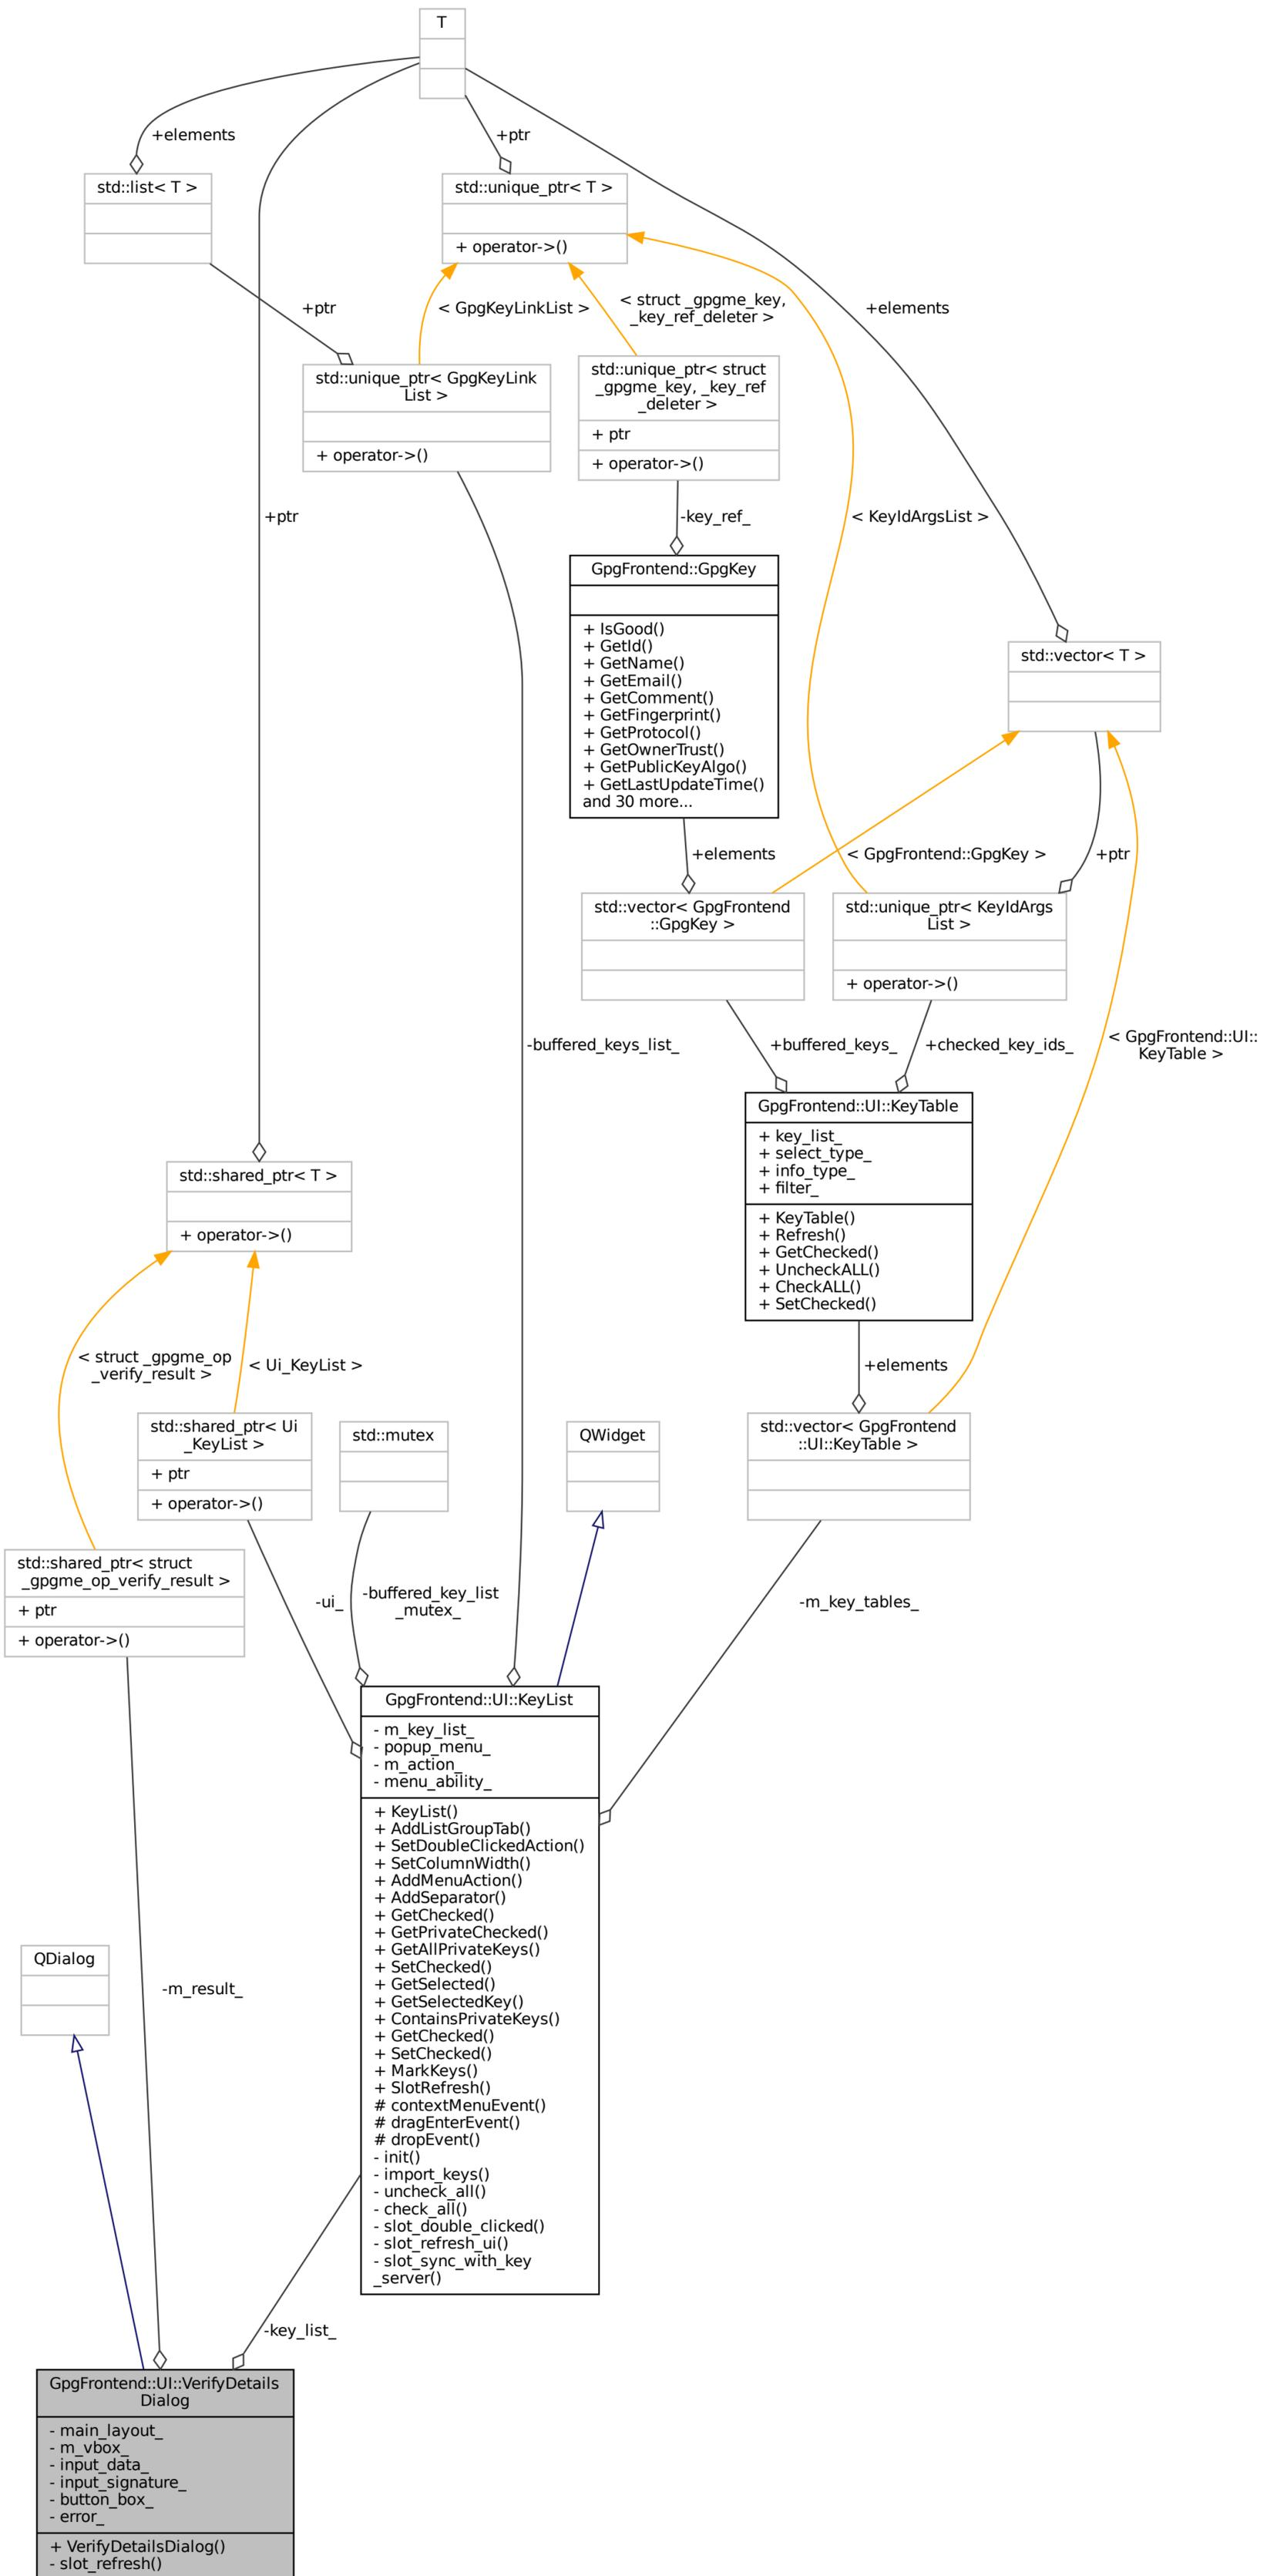 T
+elements
+ptr
std::list< T >
std::unique_ptr< T >
+ operator->()
+ptr
< GpgKeyLinkList >
< struct _gpgme_key,
_key_ref_deleter >
+elements
std::unique_ptr< GpgKeyLink
List >
+ operator->()
std::unique_ptr< struct
_gpgme_key, _key_ref
_deleter >
+ ptr
+ operator->()
+ptr
-key_ref_
< KeyIdArgsList >
GpgFrontend::GpgKey
+ IsGood()
+ GetId()
+ GetName()
+ GetEmail()
+ GetComment()
+ GetFingerprint()
+ GetProtocol()
+ GetOwnerTrust()
+ GetPublicKeyAlgo()
+ GetLastUpdateTime()
and 30 more...
std::vector< T >
+elements
< GpgFrontend::GpgKey >
+ptr
std::vector< GpgFrontend
::GpgKey >
std::unique_ptr< KeyIdArgs
List >
+ operator->()
-buffered_keys_list_
+buffered_keys_
+checked_key_ids_
< GpgFrontend::UI::
KeyTable >
GpgFrontend::UI::KeyTable
+ key_list_
+ select_type_
+ info_type_
+ filter_
+ KeyTable()
+ Refresh()
+ GetChecked()
+ UncheckALL()
+ CheckALL()
+ SetChecked()
std::shared_ptr< T >
+ operator->()
< struct _gpgme_op
_verify_result >
< Ui_KeyList >
+elements
std::shared_ptr< Ui
_KeyList >
+ ptr
+ operator->()
std::mutex
QWidget
std::vector< GpgFrontend
::UI::KeyTable >
std::shared_ptr< struct
_gpgme_op_verify_result >
+ ptr
+ operator->()
-ui_
-buffered_key_list
_mutex_
-m_key_tables_
GpgFrontend::UI::KeyList
- m_key_list_
- popup_menu_
- m_action_
- menu_ability_
+ KeyList()
+ AddListGroupTab()
+ SetDoubleClickedAction()
+ SetColumnWidth()
+ AddMenuAction()
+ AddSeparator()
+ GetChecked()
+ GetPrivateChecked()
+ GetAllPrivateKeys()
+ SetChecked()
+ GetSelected()
+ GetSelectedKey()
+ ContainsPrivateKeys()
+ GetChecked()
+ SetChecked()
+ MarkKeys()
+ SlotRefresh()
# contextMenuEvent()
# dragEnterEvent()
# dropEvent()
- init()
- import_keys()
- uncheck_all()
- check_all()
- slot_double_clicked()
- slot_refresh_ui()
- slot_sync_with_key
_server()
QDialog
-m_result_
-key_list_
GpgFrontend::UI::VerifyDetails
Dialog
- main_layout_
- m_vbox_
- input_data_
- input_signature_
- button_box_
- error_
+ VerifyDetailsDialog()
- slot_refresh()